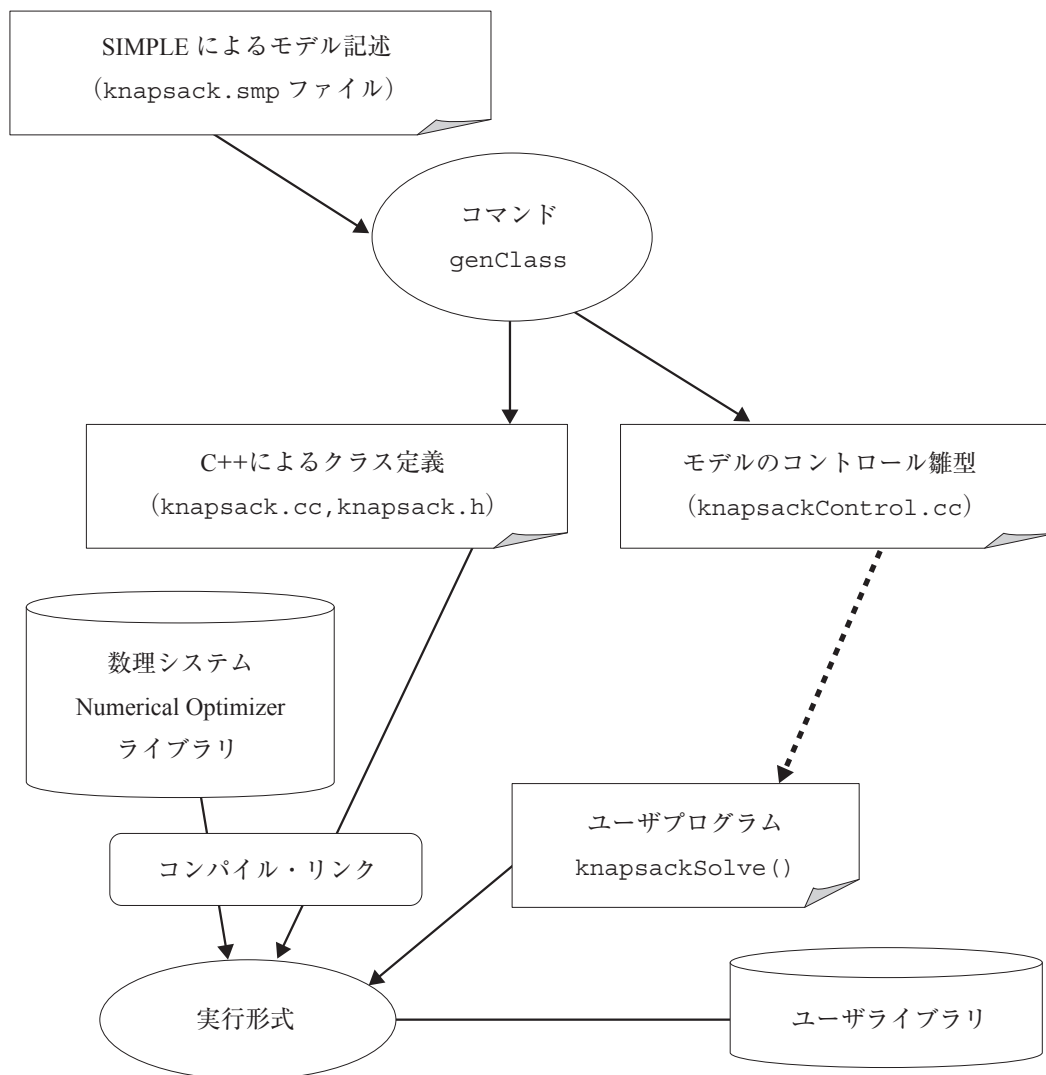 SIMPLE によるモデル記述
（knapsack.smp ファイル）
コマンド
genClass
C++によるクラス定義
（knapsack.cc,knapsack.h）
モデルのコントロール雛型
（knapsackControl.cc）
数理システム
Numerical Optimizer
ライブラリ
ユーザプログラム
knapsackSolve()
コンパイル・リンク
実行形式
ユーザライブラリ